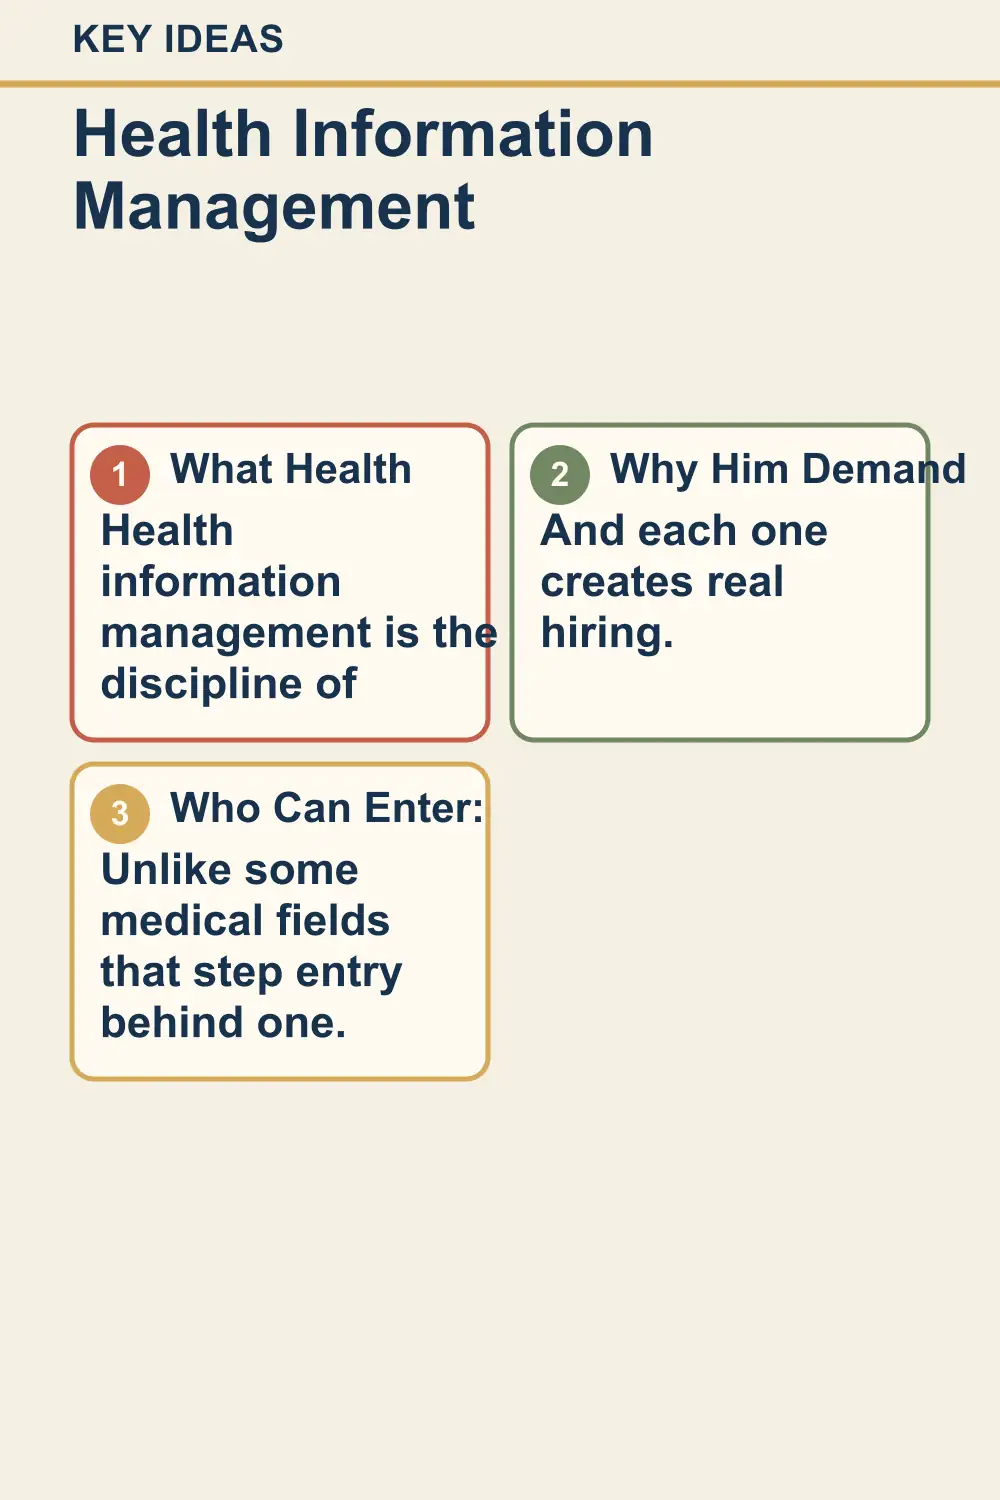 KEY IDEAS
Health Information
Management
1 What Health
Health
information
management is the
discipline of
2 Why Him Demand
And each one
creates real
hiring.
3 Who Can Enter:
Unlike some
medical fields
that step entry
behind one.